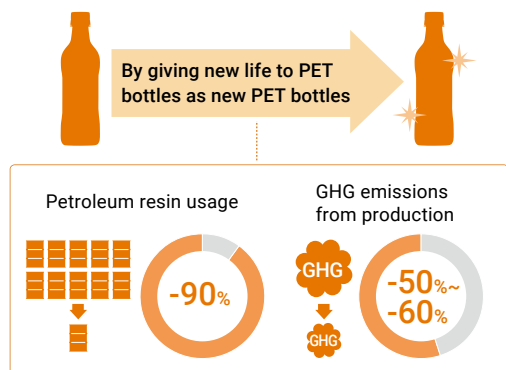 By giving new life to PET
bottles as new PET bottles
Petroleum resin usage
-90%
GHG emissions
from production
GHG
GHG
-50%~
-60%